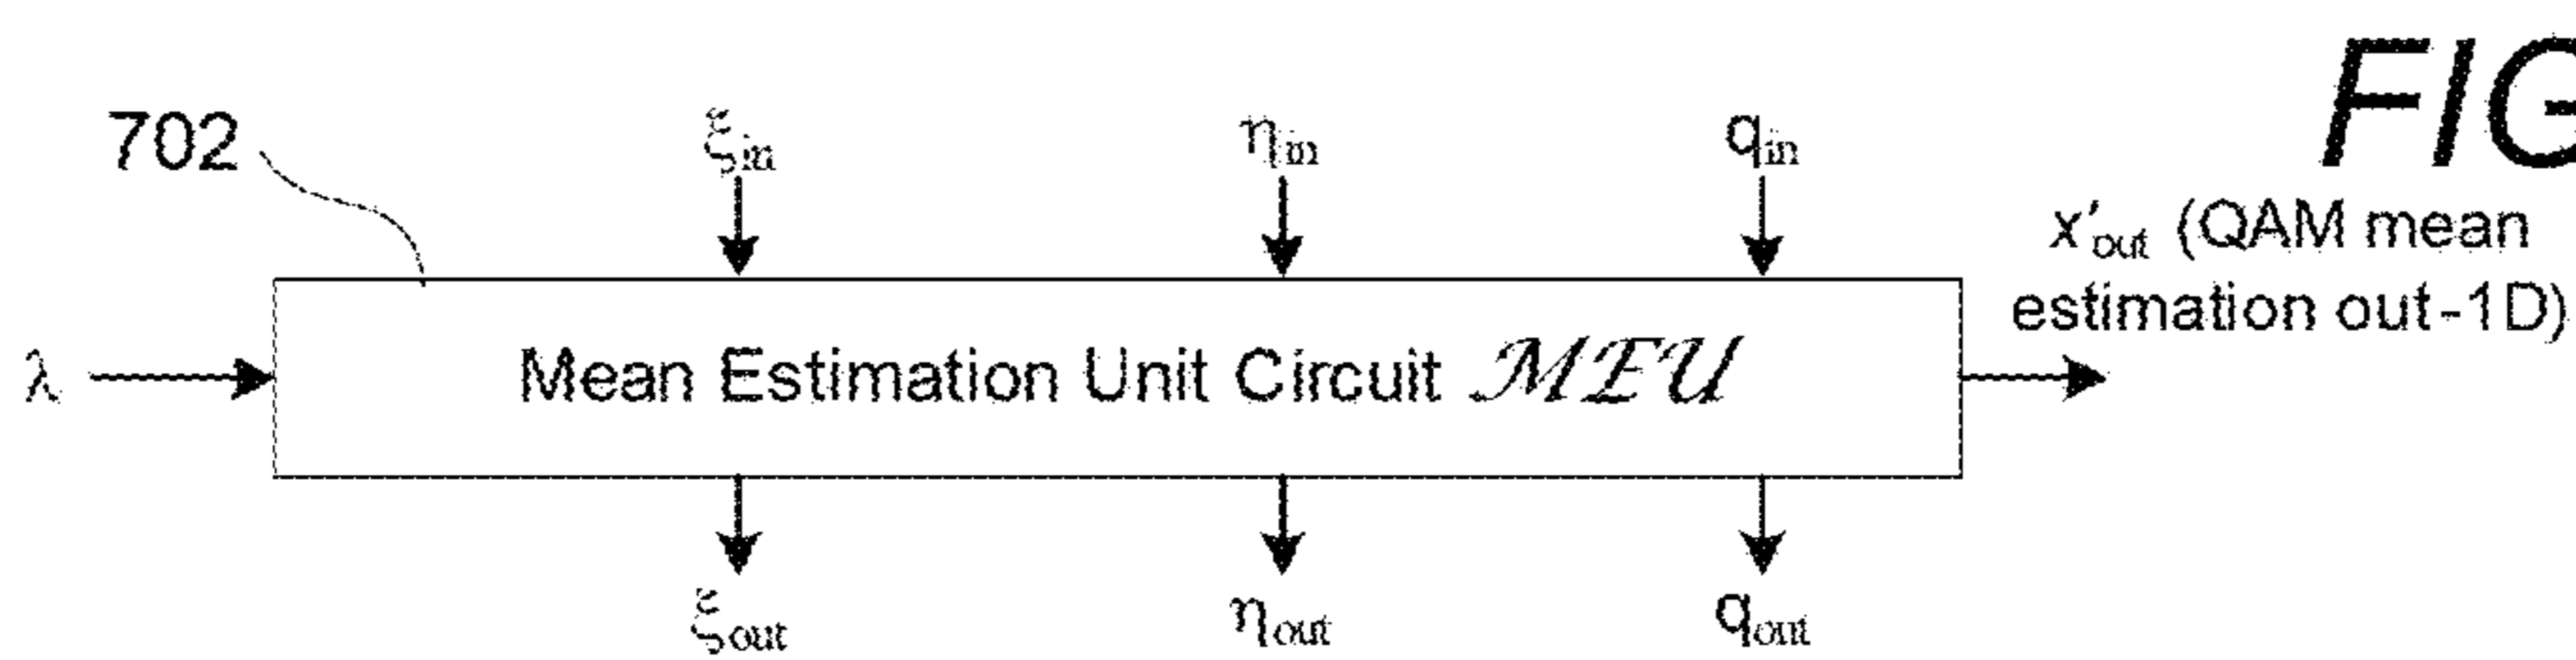 FIG
702
ξin ηin qin
x′out (QAM mean
estimation out-1D)
λ
Mean Estimation Unit Circuit MEU
ξout ηout qout